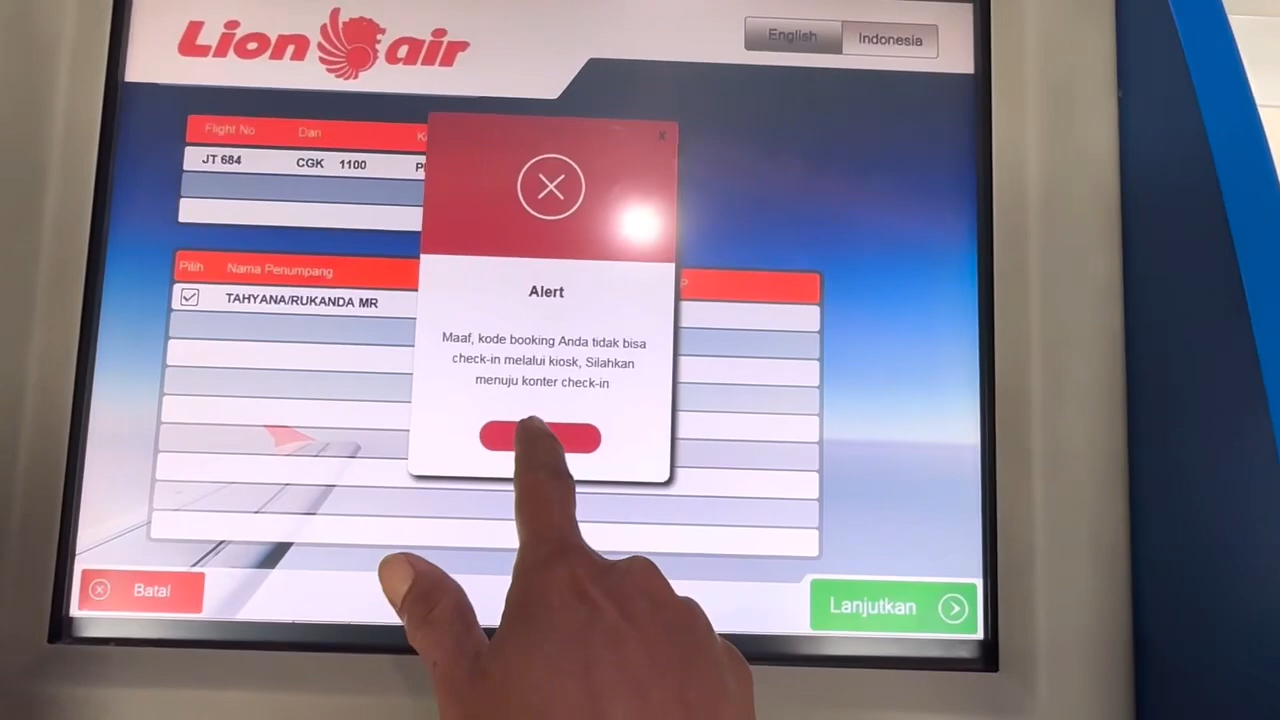 Lion air
English Indonesia
Flight No Dari
JT 684 CGK 1100
x
Pilih Nama Penumpang
TAHYANA/RUKANDA MR
Alert
Maaf, kode booking Anda tidak bisa
check-in melalui kiosk, Silahkan
menuju konter check-in
Batal
Lanjutkan